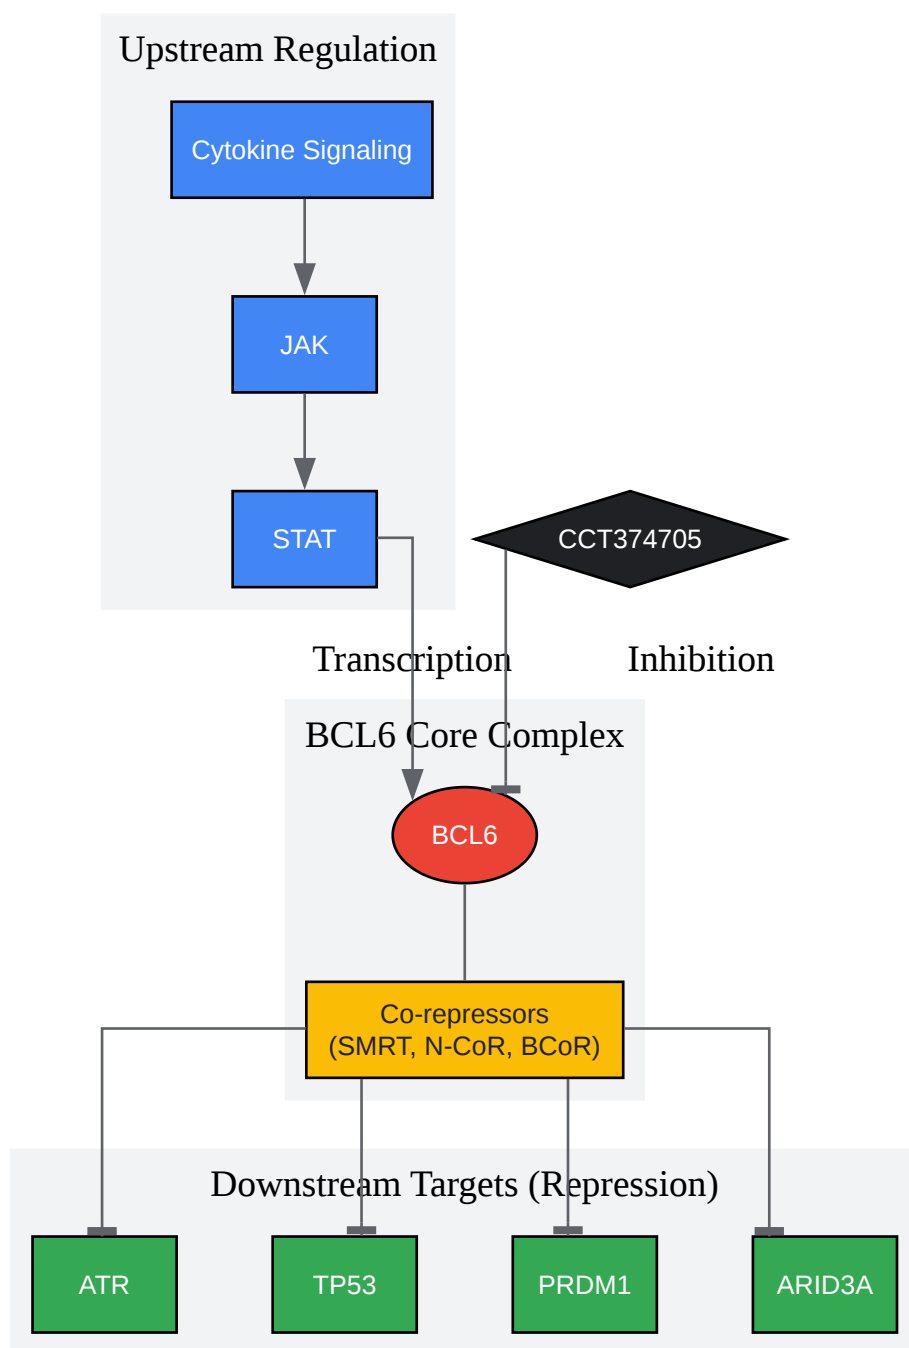 Upstream Regulation
Cytokine Signaling
JAK
STAT
CCT374705
Transcription
Inhibition
BCL6 Core Complex
BCL6
Co-repressors
(SMRT, N-CoR, BCoR)
Downstream Targets (Repression)
ATR
TP53
PRDM1
ARID3A